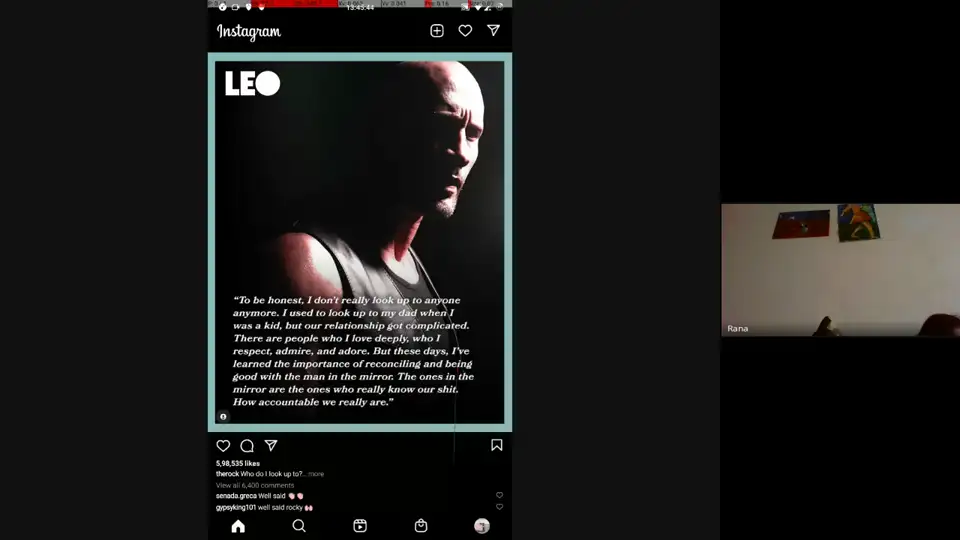 13:45:44
Instagram
LEO
“To be honest, I don't really look up to anyone
anymore. I used to look up to my dad when I
was a kid, but our relationship got complicated.
There are people who I love deeply, who I
respect, admire, and adore. But these days, I've
learned the importance of reconciling and being
good with the man in the mirror. The ones in the
mirror are the ones who really know our shit.
How accountable we really are.”
5,98,535 likes
therock Who do I look up to?... more
View all 6,400 comments
senada.greca Well said 👏🏻👏🏻
gypsyking101 well said rocky 🙌🏻
Rana